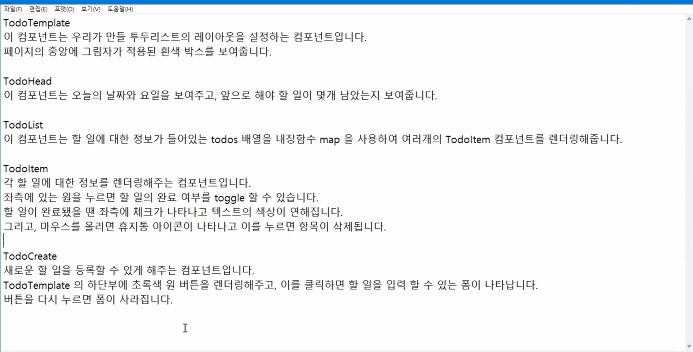 파일(F) 편집(E) 포맷(O) 보기(V) 도움말(H)
TodoTemplate
이 컴포넌트는 우리가 만들 투두리스트의 레이아웃을 설정하는 컴포넌트입니다.
페이지의 중앙에 그림자가 적용된 흰색 박스를 보여줍니다.
TodoHead
이 컴포넌트는 오늘의 날짜와 요일을 보여주고, 앞으로 해야 할 일이 몇개 남았는지 보여줍니다.
TodoList
이 컴포넌트는 할 일에 대한 정보가 들어있는 todos 배열을 내장함수 map 을 사용하여 여러개의 TodoItem 컴포넌트를 렌더링해줍니다.
TodoItem
각 할 일에 대한 정보를 렌더링해주는 컴포넌트입니다.
좌측에 있는 원을 누르면 할 일의 완료 여부를 toggle 할 수 있습니다.
할 일이 완료됐을 땐 좌측에 체크가 나타나고 텍스트의 색상이 연해집니다.
그리고, 마우스를 올리면 휴지통 아이콘이 나타나고 이를 누르면 항목이 삭제됩니다.
TodoCreate
새로운 할 일을 등록할 수 있게 해주는 컴포넌트입니다.
TodoTemplate 의 하단부에 초록색 원 버튼을 렌더링해주고, 이를 클릭하면 할 일을 입력 할 수 있는 폼이 나타납니다.
버튼을 다시 누르면 폼이 사라집니다.